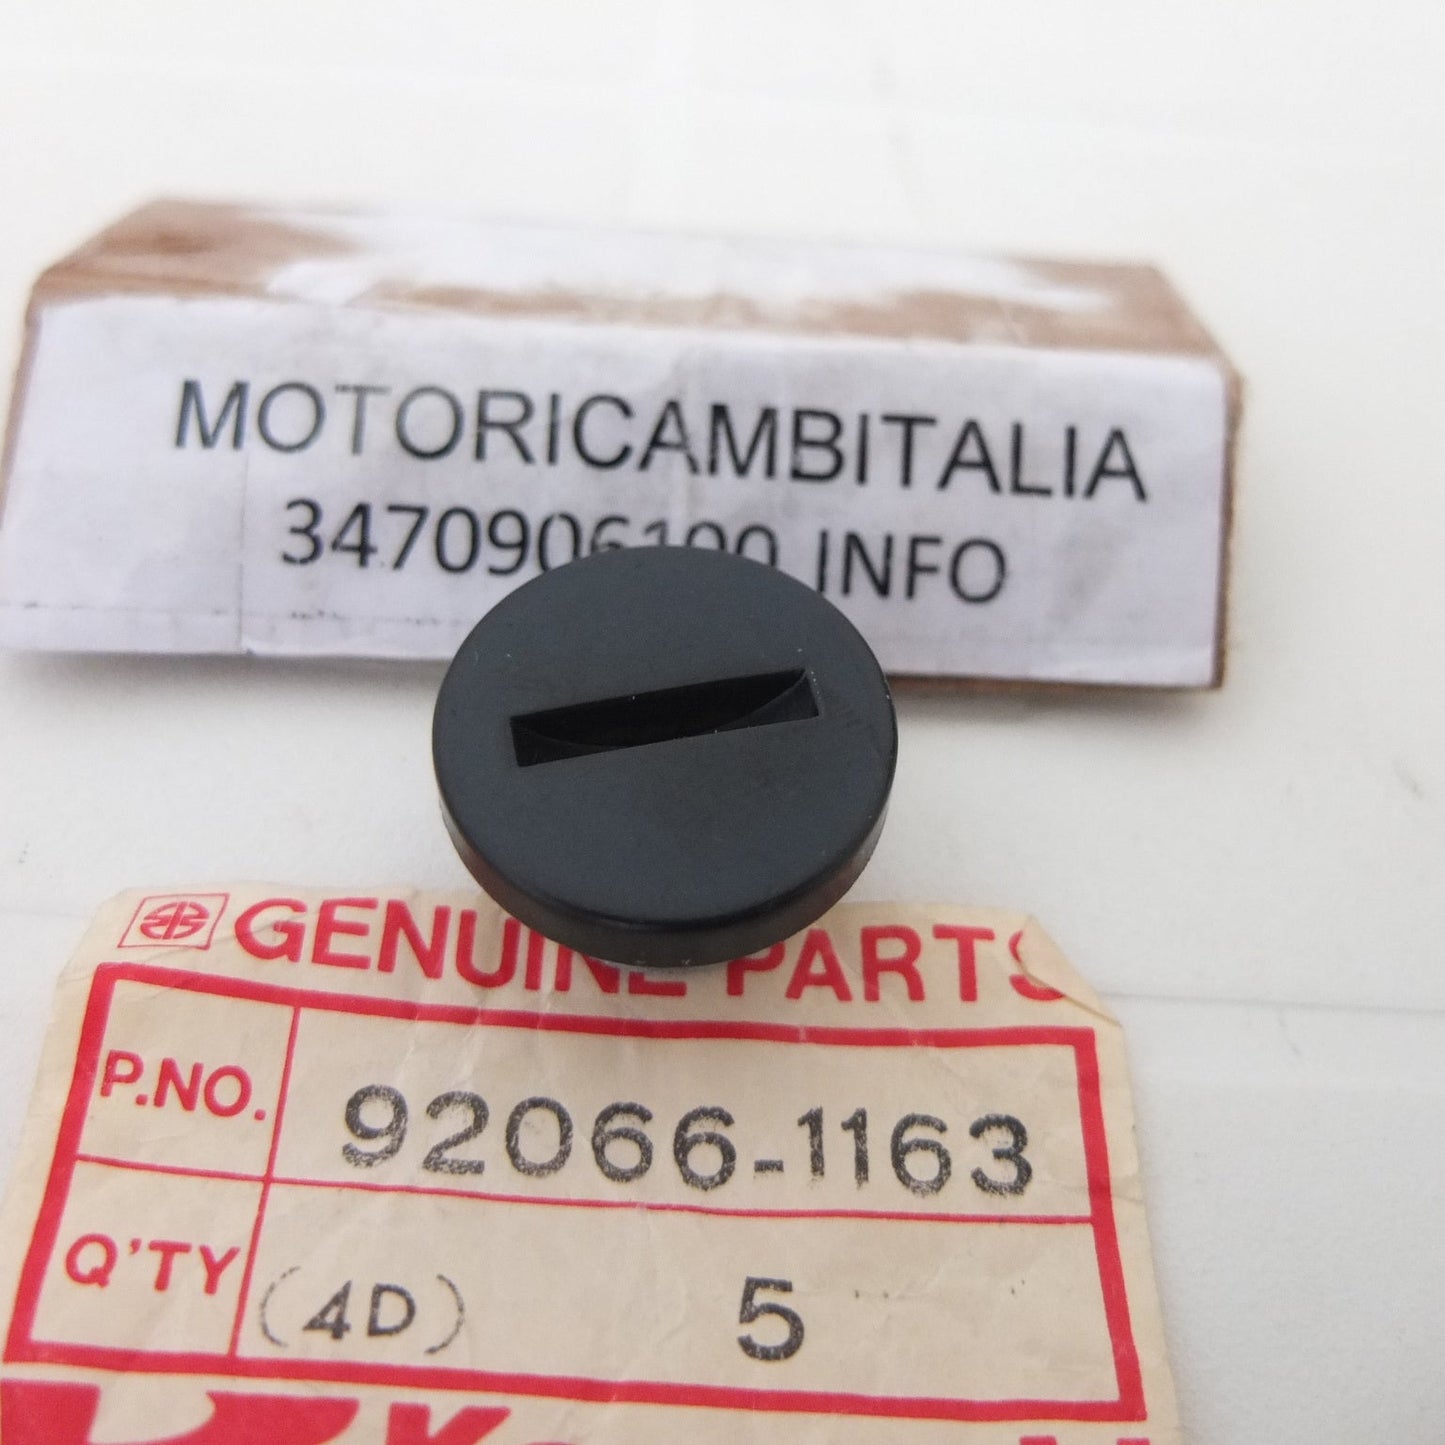 MOTORICAMBITALIA
3470906100 INFO
GENUINE PARTS
P.NO. 92066-1163
Q'TY (4D) 5